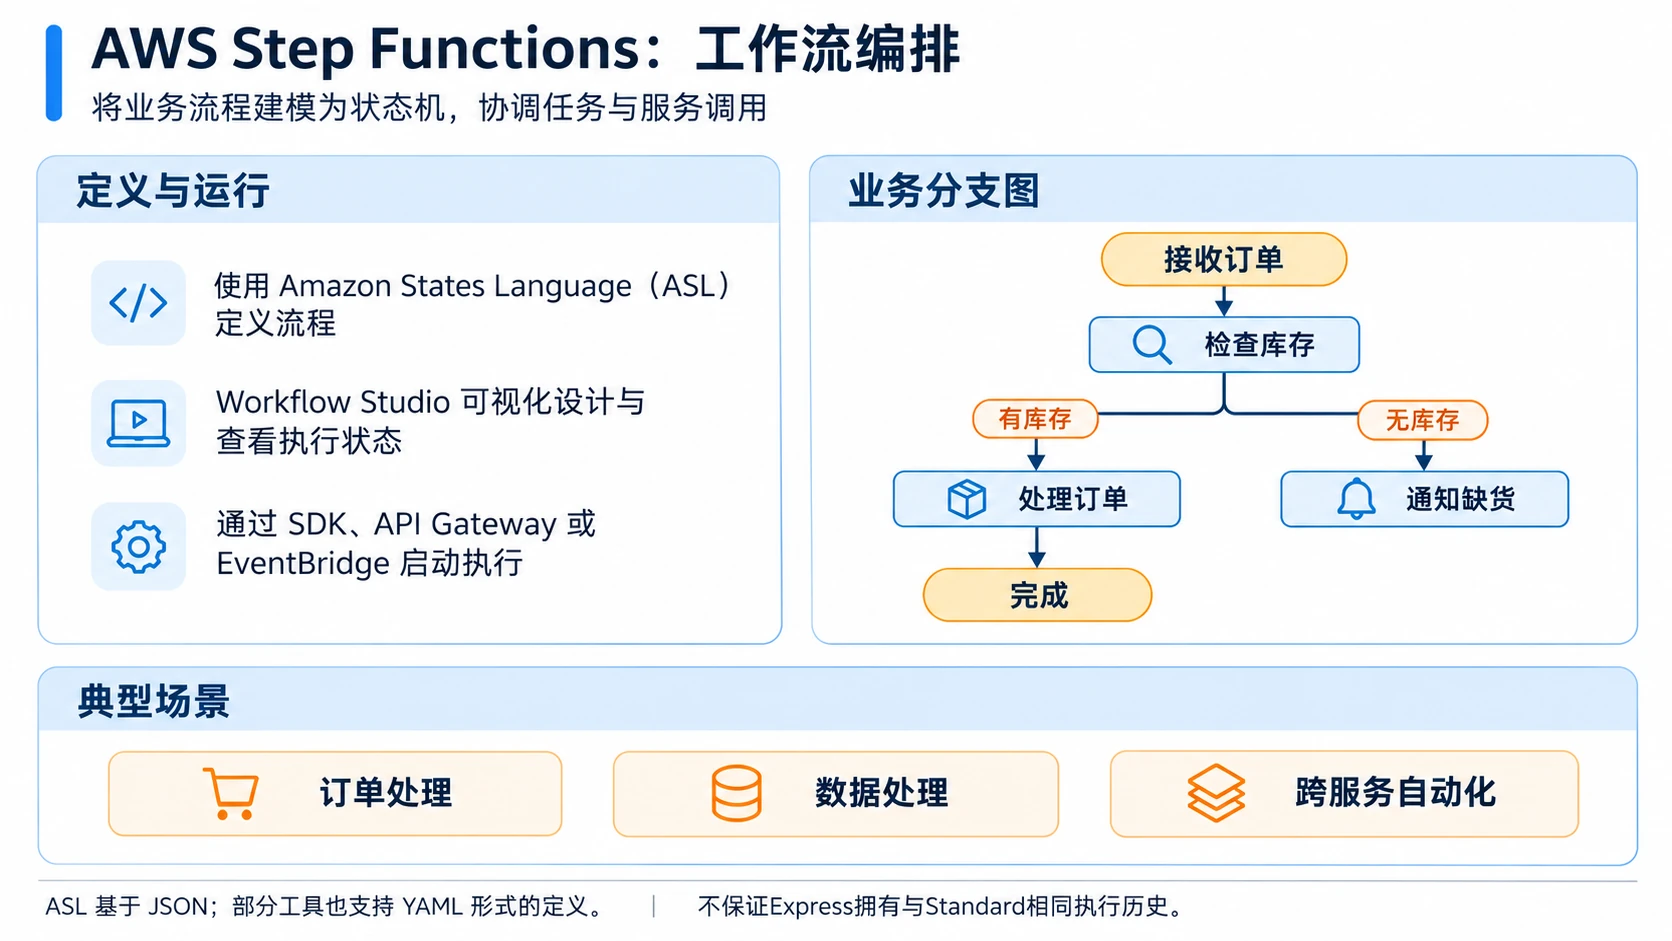 AWS Step Functions：工作流编排
将业务流程建模为状态机，协调任务与服务调用
定义与运行
使用 Amazon States Language（ASL）
定义流程
Workflow Studio 可视化设计与
查看执行状态
通过 SDK、API Gateway 或
EventBridge 启动执行
业务分支图
接收订单
检查库存
有库存
无库存
处理订单
通知缺货
完成
典型场景
订单处理
数据处理
跨服务自动化
ASL 基于 JSON；部分工具也支持 YAML 形式的定义。
不保证Express拥有与Standard相同执行历史。